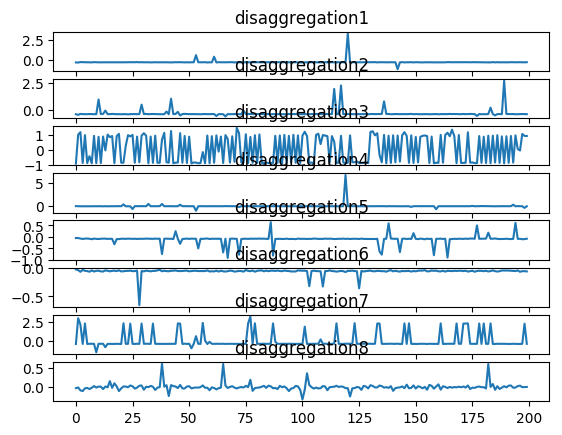 disaggregation1
2.5
0.0
disaggregation2
2.5
0.0
disaggregation3
1
0
−1
disaggregation4
5
0
disaggregation5
0.5
0.0
−0.5
−1.0
disaggregation6
0.0
−0.5
disaggregation7
2.5
0.0
disaggregation8
0.5
0.0
0 25 50 75 100 125 150 175 200